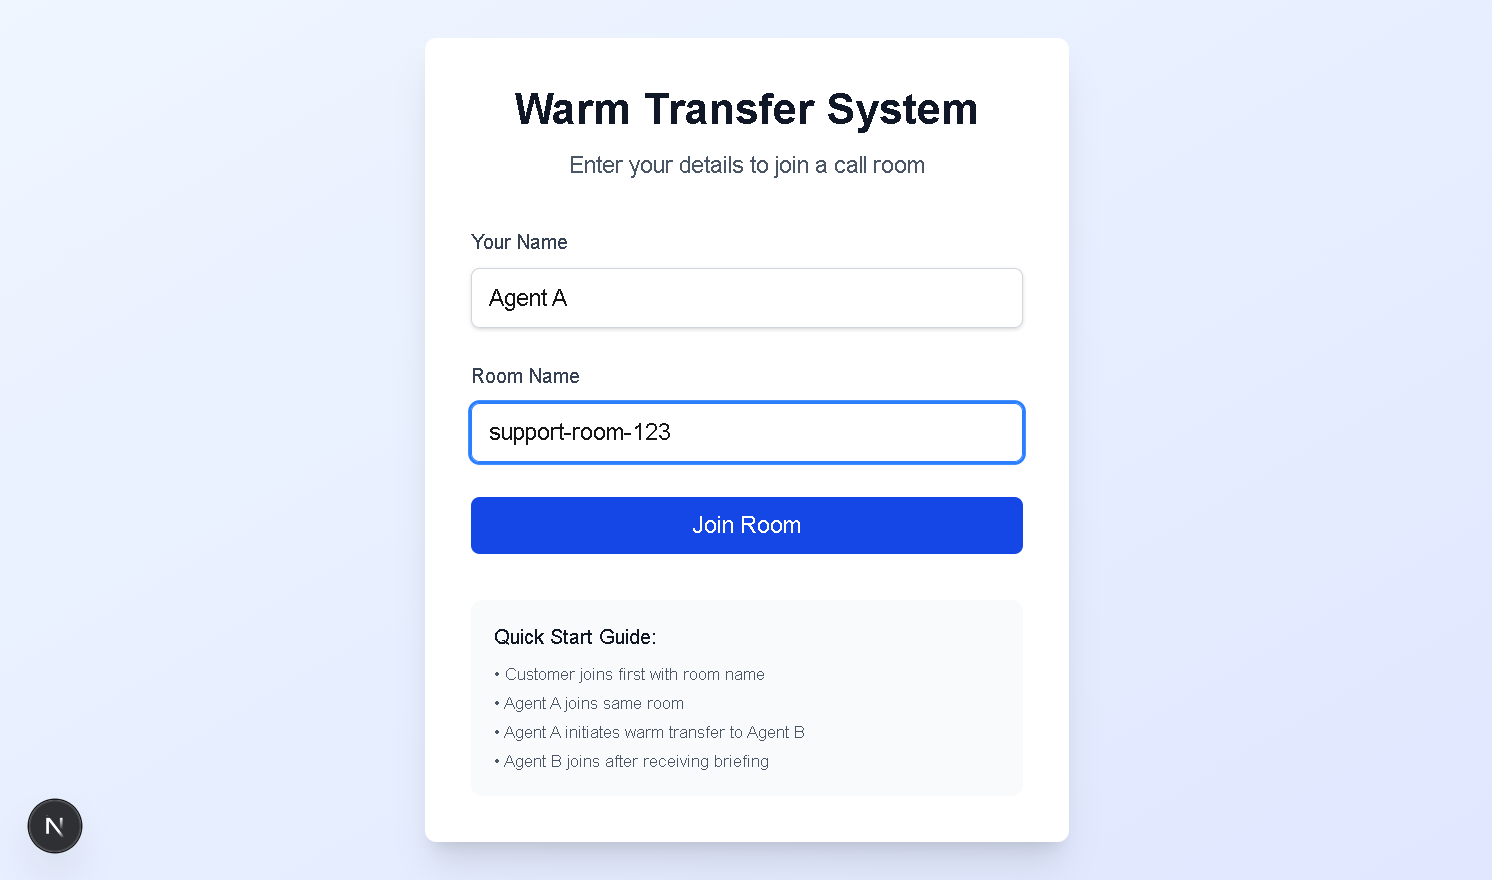 Warm Transfer System
Enter your details to join a call room
Your Name
Agent A
Room Name
support-room-123
Join Room
Quick Start Guide:
• Customer joins first with room name
• Agent A joins same room
• Agent A initiates warm transfer to Agent B
• Agent B joins after receiving briefing
N